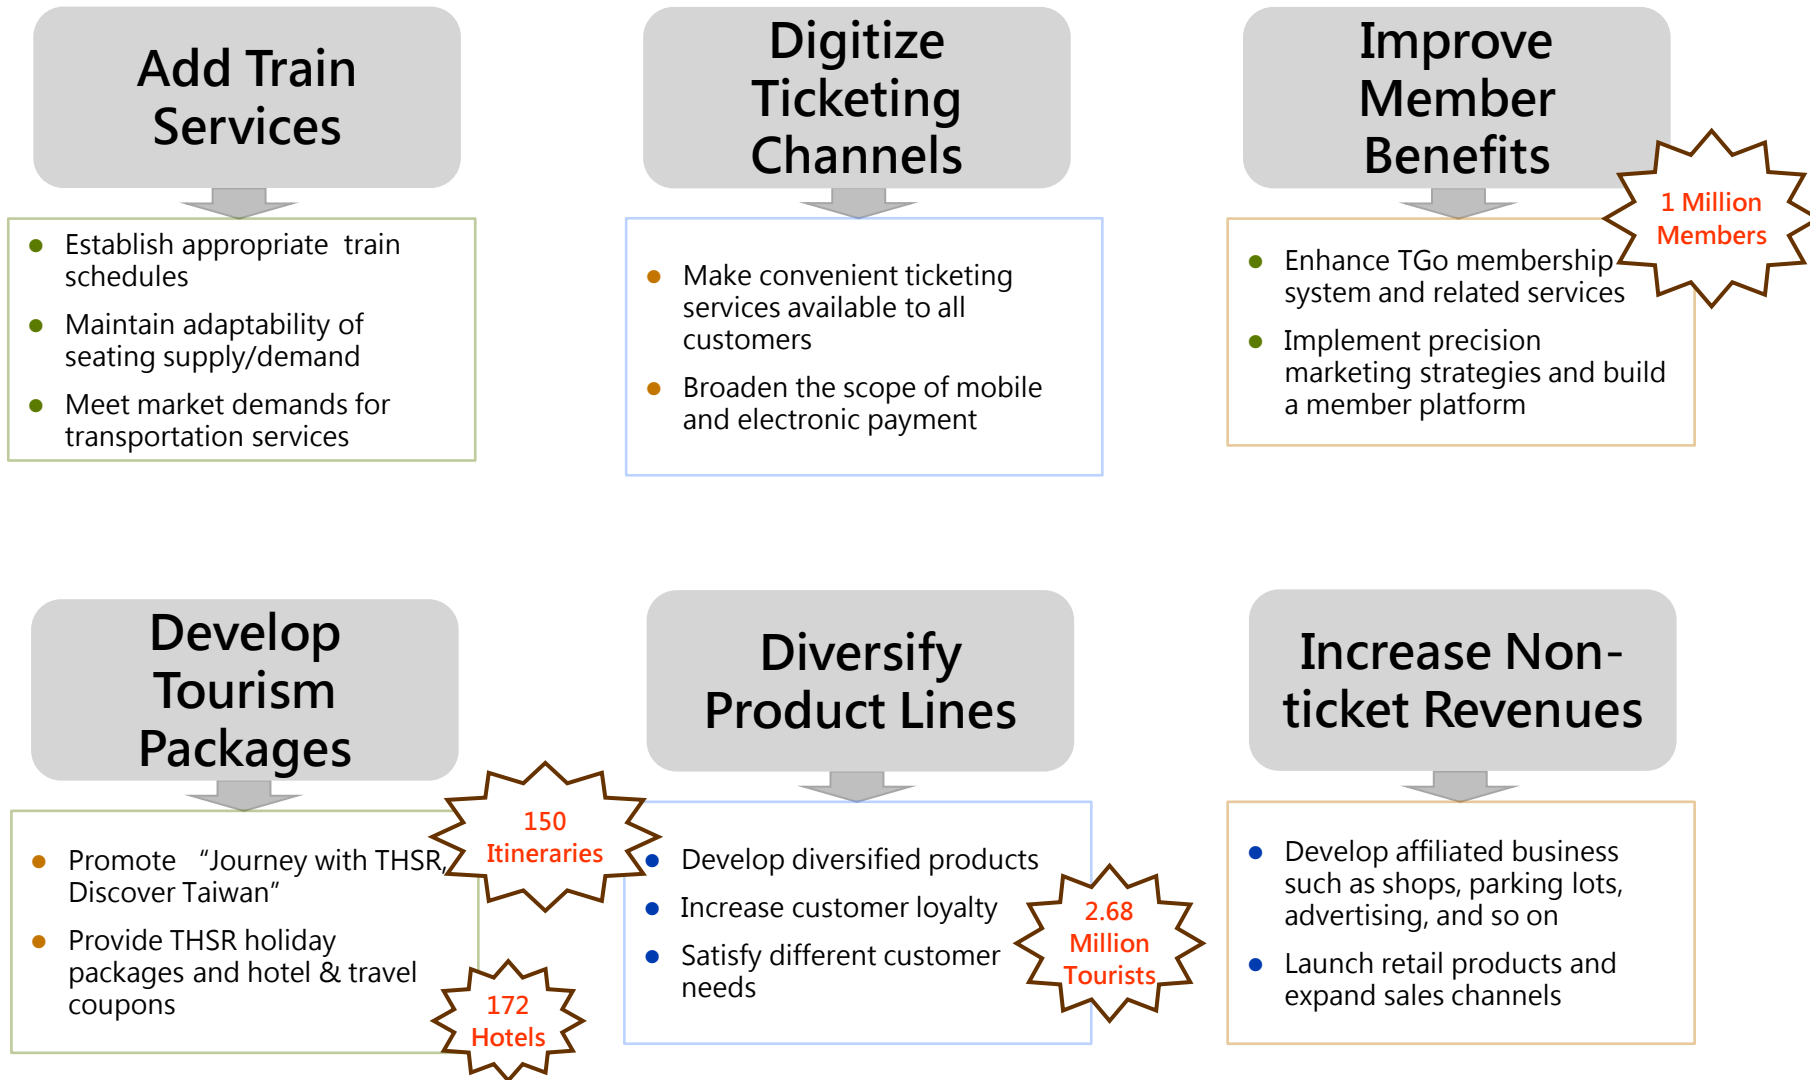 Add Train
Services
● Establish appropriate train
schedules
● Maintain adaptability of
seating supply/demand
● Meet market demands for
transportation services
Digitize
Ticketing
Channels
● Make convenient ticketing
services available to all
customers
● Broaden the scope of mobile
and electronic payment
Improve
Member
Benefits
1 Million
Members
● Enhance TGo membership
system and related services
● Implement precision
marketing strategies and build
a member platform
Develop
Tourism
Packages
150
Itineraries
● Promote “Journey with THSR,
Discover Taiwan”
● Provide THSR holiday
packages and hotel & travel
coupons
172
Hotels
Diversify
Product Lines
● Develop diversified products
● Increase customer loyalty
● Satisfy different customer
needs
2.68
Million
Tourists
Increase Non-
ticket Revenues
● Develop affiliated business
such as shops, parking lots,
advertising, and so on
● Launch retail products and
expand sales channels